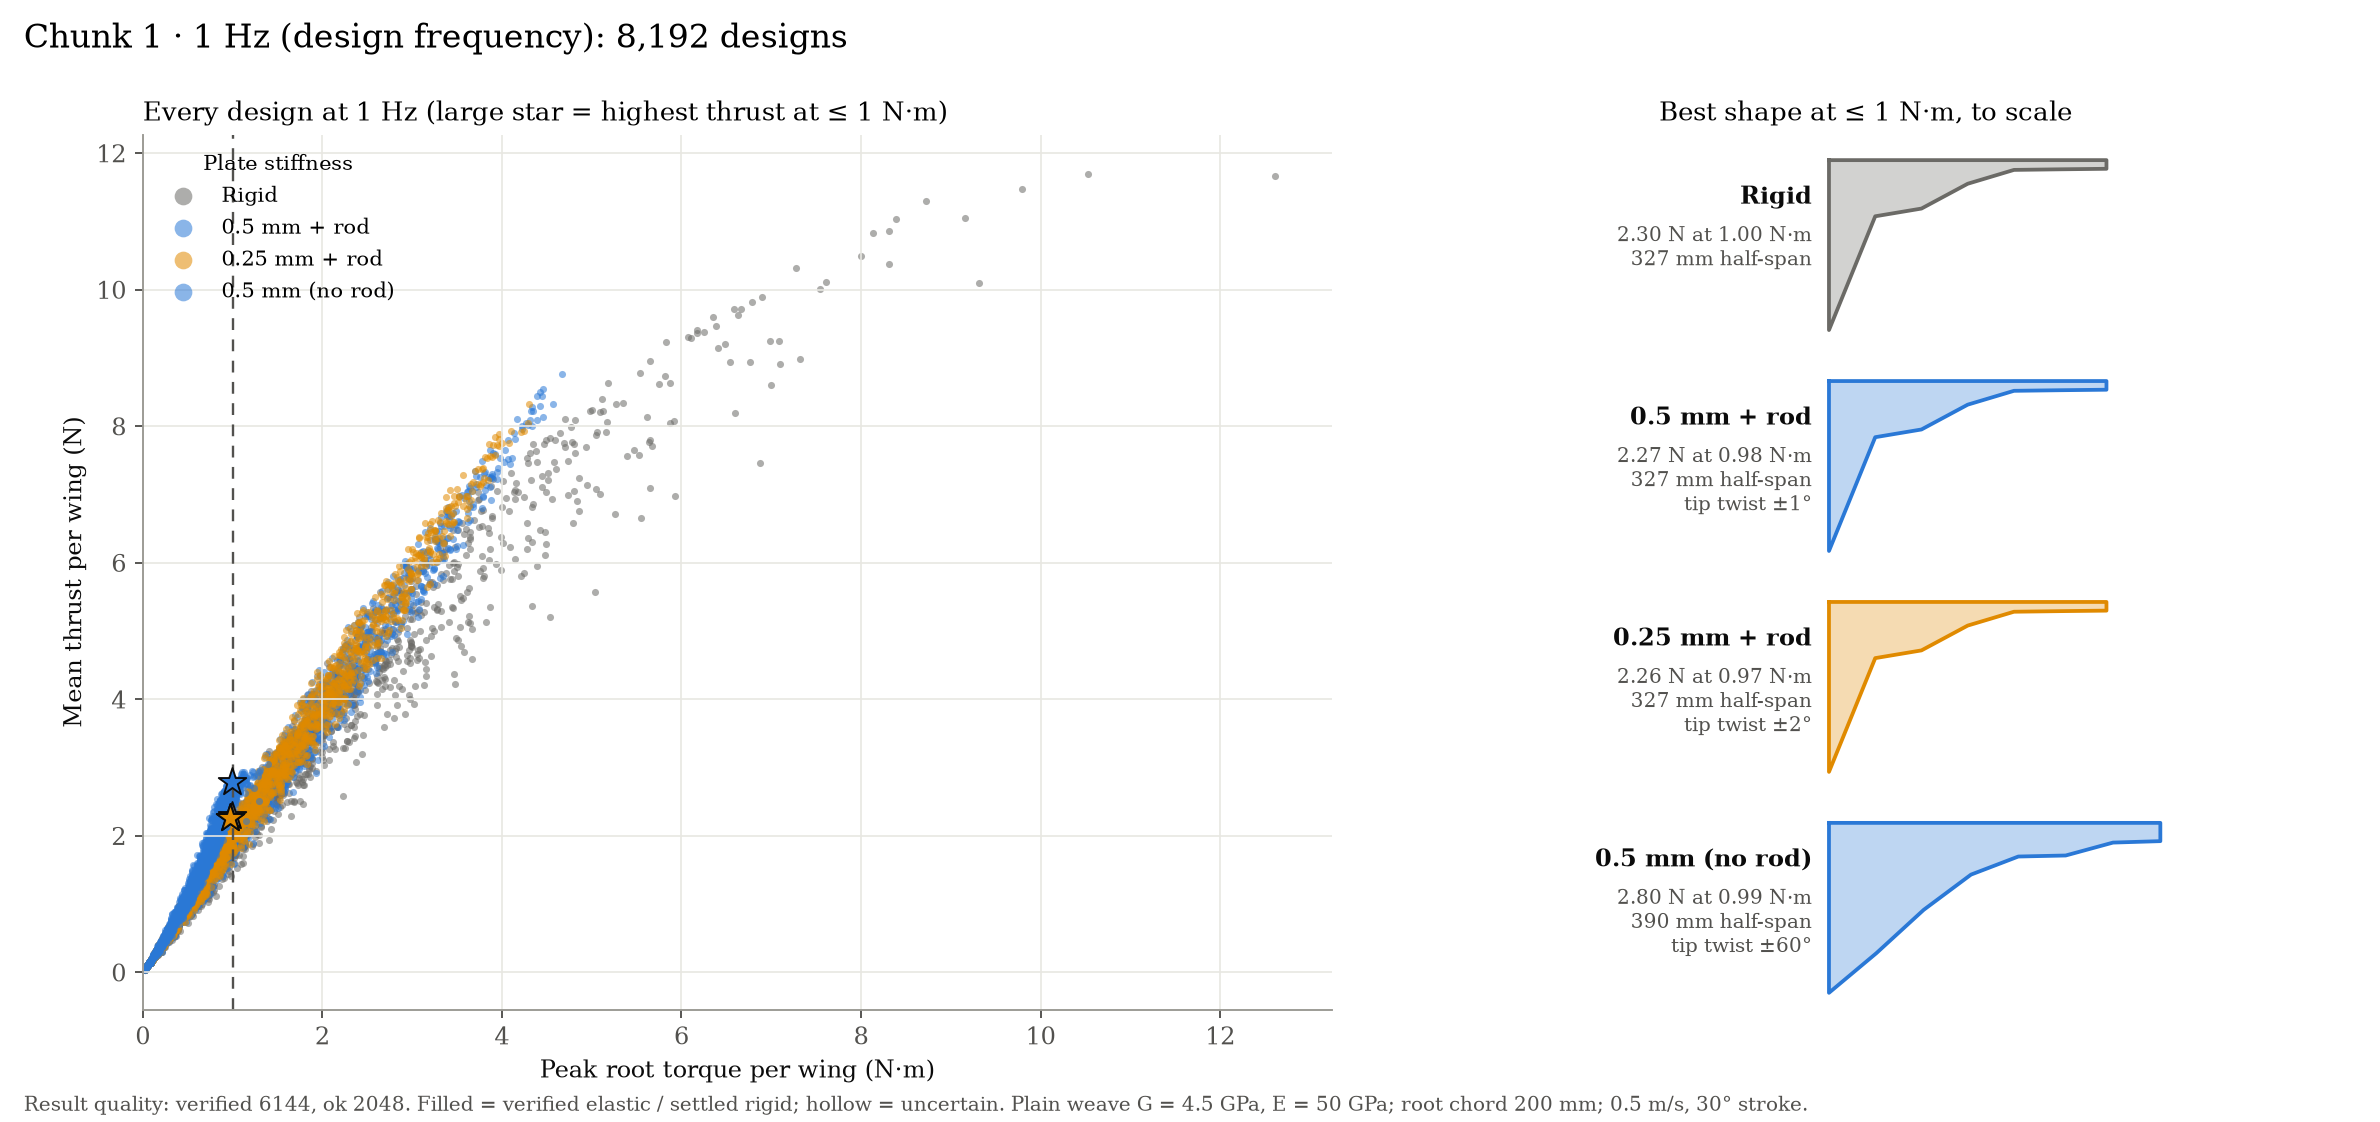 Chunk 1 · 1 Hz (design frequency): 8,192 designs
Every design at 1 Hz (large star = highest thrust at ≤ 1 N·m)
Plate stiffness
Rigid
0.5 mm + rod
0.25 mm + rod
0.5 mm (no rod)
12
10
8
6
4
2
0
Mean thrust per wing (N)
0 2 4 6 8 10 12
Peak root torque per wing (N·m)
Best shape at ≤ 1 N·m, to scale
Rigid
2.30 N at 1.00 N·m
327 mm half-span
0.5 mm + rod
2.27 N at 0.98 N·m
327 mm half-span
tip twist ±1°
0.25 mm + rod
2.26 N at 0.97 N·m
327 mm half-span
tip twist ±2°
0.5 mm (no rod)
2.80 N at 0.99 N·m
390 mm half-span
tip twist ±60°
Result quality: verified 6144, ok 2048. Filled = verified elastic / settled rigid; hollow = uncertain. Plain weave G = 4.5 GPa, E = 50 GPa; root chord 200 mm; 0.5 m/s, 30° stroke.